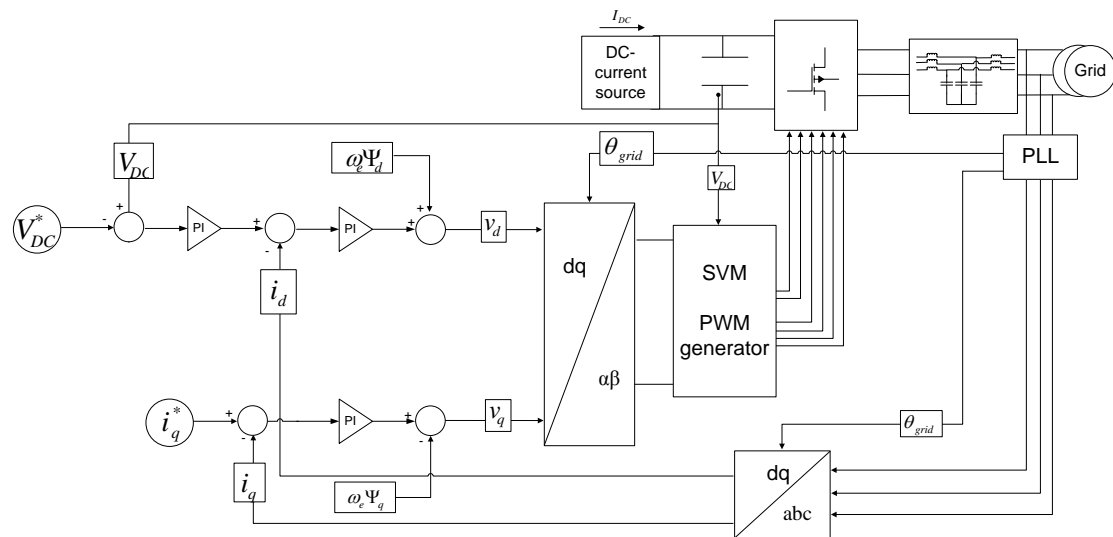 I_DC
DC-
current
source
Grid
PLL
θ_grid
V_DC
V_DC
ω_eΨ_d
V*_DC
-
+
PI
+
-
PI
+
+
v_d
i_d
dq
αβ
SVM
PWM
generator
i*_q
+
-
PI
+
-
v_q
i_q
ω_eΨ_q
θ_grid
dq
abc